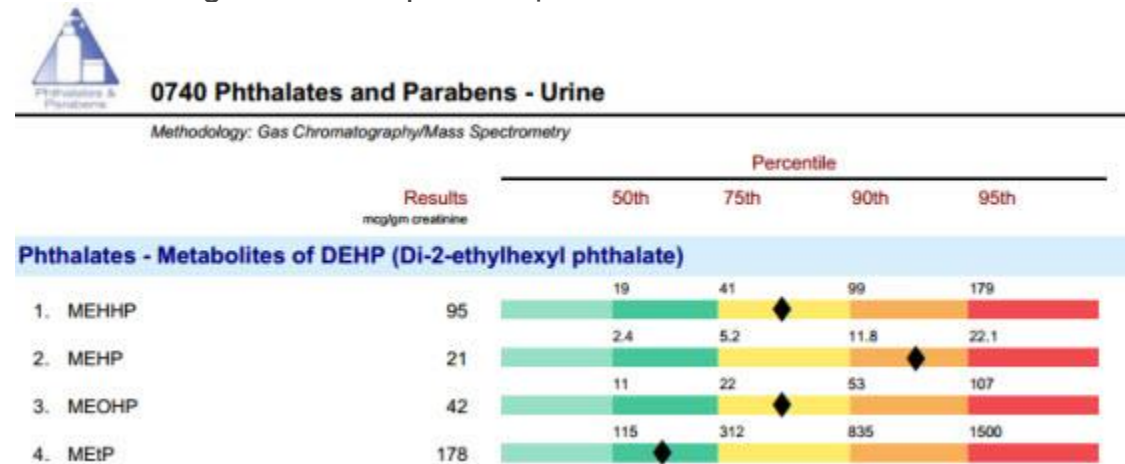 Phthalates &
Parabens
0740 Phthalates and Parabens - Urine
Methodology: Gas Chromatography/Mass Spectrometry
Percentile
Results 50th 75th 90th 95th
mcg/gm creatinine
Phthalates - Metabolites of DEHP (Di-2-ethylhexyl phthalate)
19 41 99 179
1. MEHHP 95
2.4 5.2 11.8 22.1
2. MEHP 21
11 22 53 107
3. MEOHP 42
115 312 835 1500
4. MEtP 178